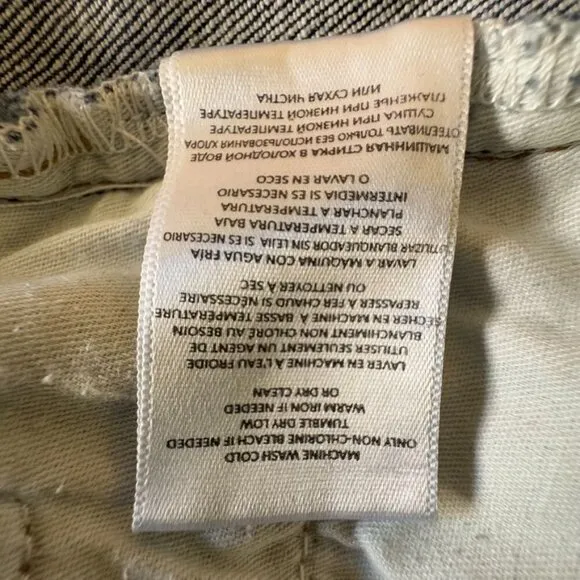 MACHINE WASH COLD
ONLY NON-CHLORINE BLEACH IF NEEDED
TUMBLE DRY LOW
WARM IRON IF NEEDED
OR DRY CLEAN
LAVER EN MACHINE À L'EAU FROIDE
UTILISER SEULEMENT UN AGENT DE
BLANCHIMENT NON CHLORE AU BESOIN
SECHER EN MACHINE A BASSE TEMPERATURE
REPASSER À FER CHAUD SI NÉCESSAIRE
OU NETTOYER À SEC
LAVAR A MAQUINA CON AGUA FRÍA
UTILIZAR BLANQUEADOR SIN LEJIA SI ES NECESARIO
SECAR A TEMPERATURA BAJA
PLANCHAR A TEMPERATURA
INTERMEDIA SI ES NECESARIO
O LAVAR EN SECO
МАШИННАЯ СТИРКА В ХОЛОДНОЙ ВОДЕ
ОТБЕЛИВАТЬ ТОЛЬКО БЕЗ ИСПОЛЬЗОВАНИЯ ХЛОРА
СУШКА ПРИ НИЗКОЙ ТЕМПЕРАТУРЕ
ГЛАЖЕНЬЕ ПРИ НИЗКОЙ ТЕМПЕРАТУРЕ
ИЛИ СУХАЯ ЧИСТКА